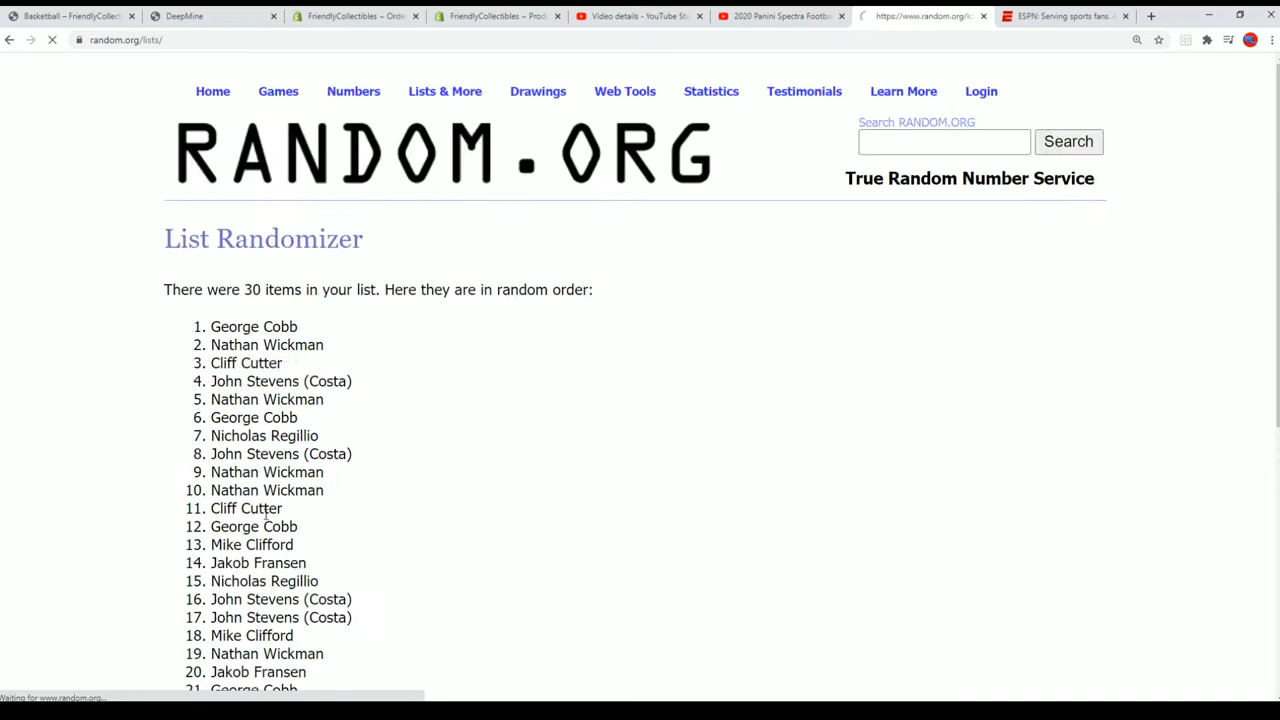 Basketball – FriendlyCollecti
DeepMine
FriendlyCollectibles ~ Orde
FriendlyCollectibles ~ Prod
Video details - YouTube Stu
2020 Panini Spectra Footba
https://www.random.org/lo
ESPN: Serving sports fans. A
random.org/lists/
Home Games Numbers Lists & More Drawings Web Tools Statistics Testimonials Learn More Login
RANDOM.ORG
Search RANDOM.ORG
Search
True Random Number Service
List Randomizer
There were 30 items in your list. Here they are in random order:
1. George Cobb
2. Nathan Wickman
3. Cliff Cutter
4. John Stevens (Costa)
5. Nathan Wickman
6. George Cobb
7. Nicholas Regillio
8. John Stevens (Costa)
9. Nathan Wickman
10. Nathan Wickman
11. Cliff Cutter
12. George Cobb
13. Mike Clifford
14. Jakob Fransen
15. Nicholas Regillio
16. John Stevens (Costa)
17. John Stevens (Costa)
18. Mike Clifford
19. Nathan Wickman
20. Jakob Fransen
21. George Cobb
Waiting for www.random.org...